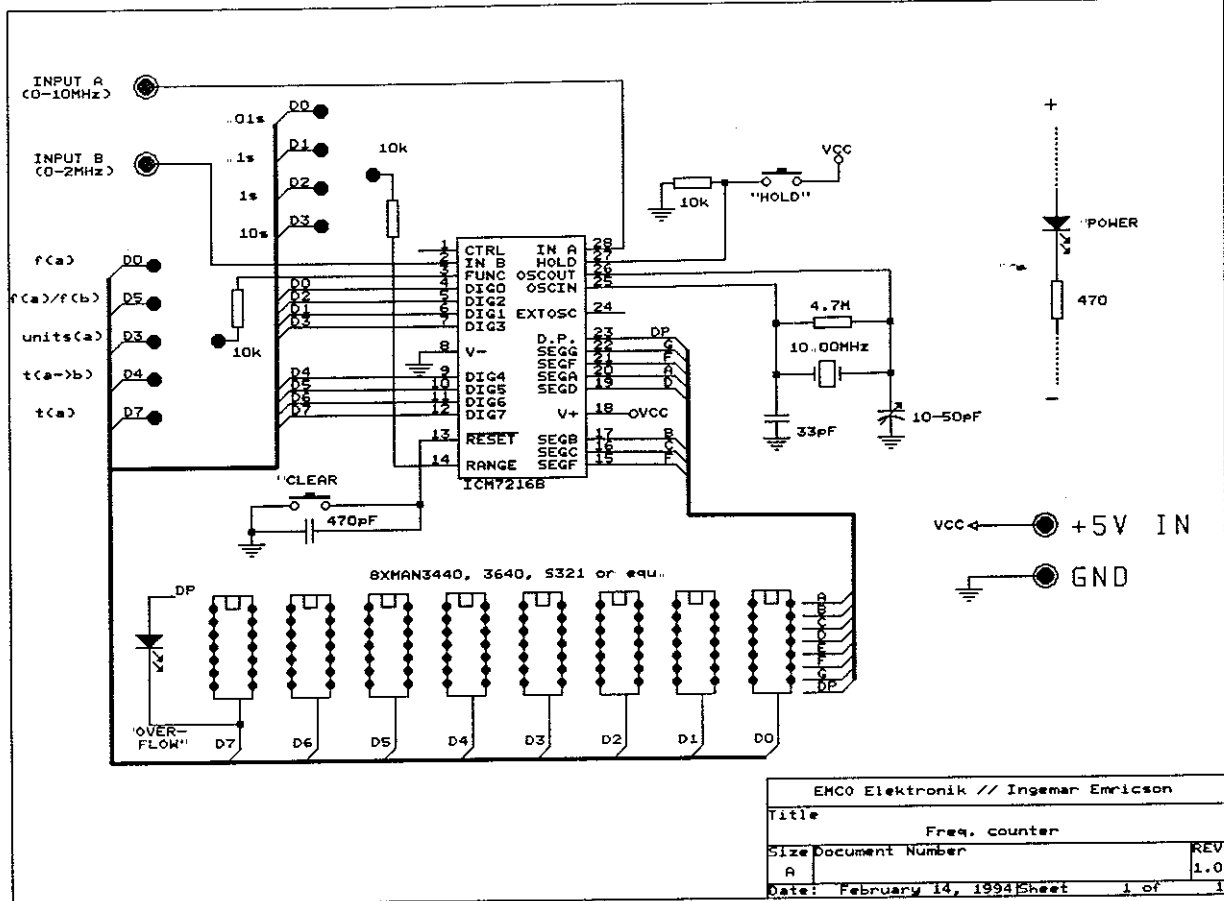 INPUT A
(0-10MHz)
INPUT B
(0-2MHz)
.01s
D0
.1s
D1
1s
D2
10s
D3
10k
VCC
10k
"HOLD"
+
"POWER
470
-
f(a)
D0
f(a)/f(b)
D5
units(a)
D3
t(a->b)
D4
t(a)
D7
10k
1 CTRL
2 IN B
3 FUNC
D0 4 DIG0
D2 5 DIG2
D1 6 DIG1
D3 7 DIG3
8 V-
D4 9 DIG4
D5 10 DIG5
D6 11 DIG6
D7 12 DIG7
13 RESET
14 RANGE
IN A 28
HOLD 27
OSCOUT 26
OSCIN 25
EXTOSC 24
D.P. 23 DP
SEGG 22 G
SEGF 21 F
SEGA 20 A
SEGD 19 D
V+ 18 VCC
SEGB 17 B
SEGC 16 C
SEGF 15 F
ICM7216B
4.7M
10.00MHz
33pF
10-50pF
"CLEAR
470pF
VCC
+5V IN
GND
8XMAN3440, 3640, S321 or equ.
DP
"OVER-
FLOW"
D7
D6
D5
D4
D3
D2
D1
D0
A
B
C
D
E
F
G
DP
EMCO Elektronik // Ingemar Emricson
Title
Freq. counter
Size
Document Number
REV
A
1.0
Date: February 14, 1994
Sheet 1 of 1